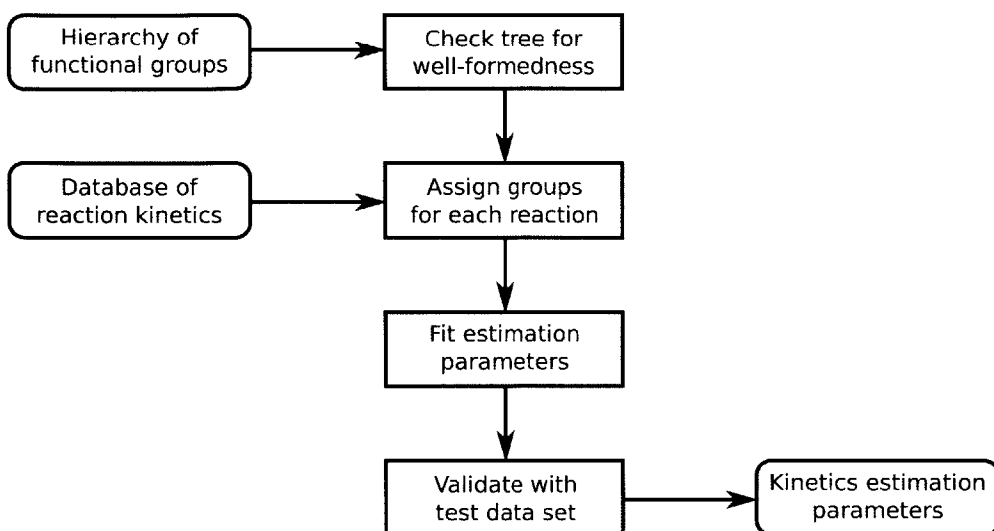 Hierarchy of
functional groups
Check tree for
well-formedness
Database of
reaction kinetics
Assign groups
for each reaction
Fit estimation
parameters
Validate with
test data set
Kinetics estimation
parameters